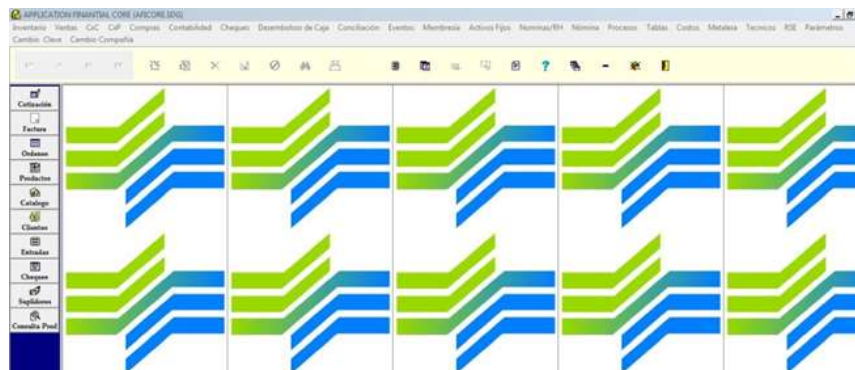 APPLICATION FINANTIAL CORE (AFICORE.SDG)
Inventario Ventas CxC CxP Compras Contabilidad Cheques Desembolsos de Caja Conciliación Eventos Membresia Activos Fijos Nominas/RH Nómina Procesos Tablas Costos Metalesa Tecnicos RSE Parámetros
Cambio Clave Cambio Compañia
Cotización
Factura
Ordenes
Productos
Catalogo
Clientes
Entradas
Cheques
Suplidores
Consulta Prod